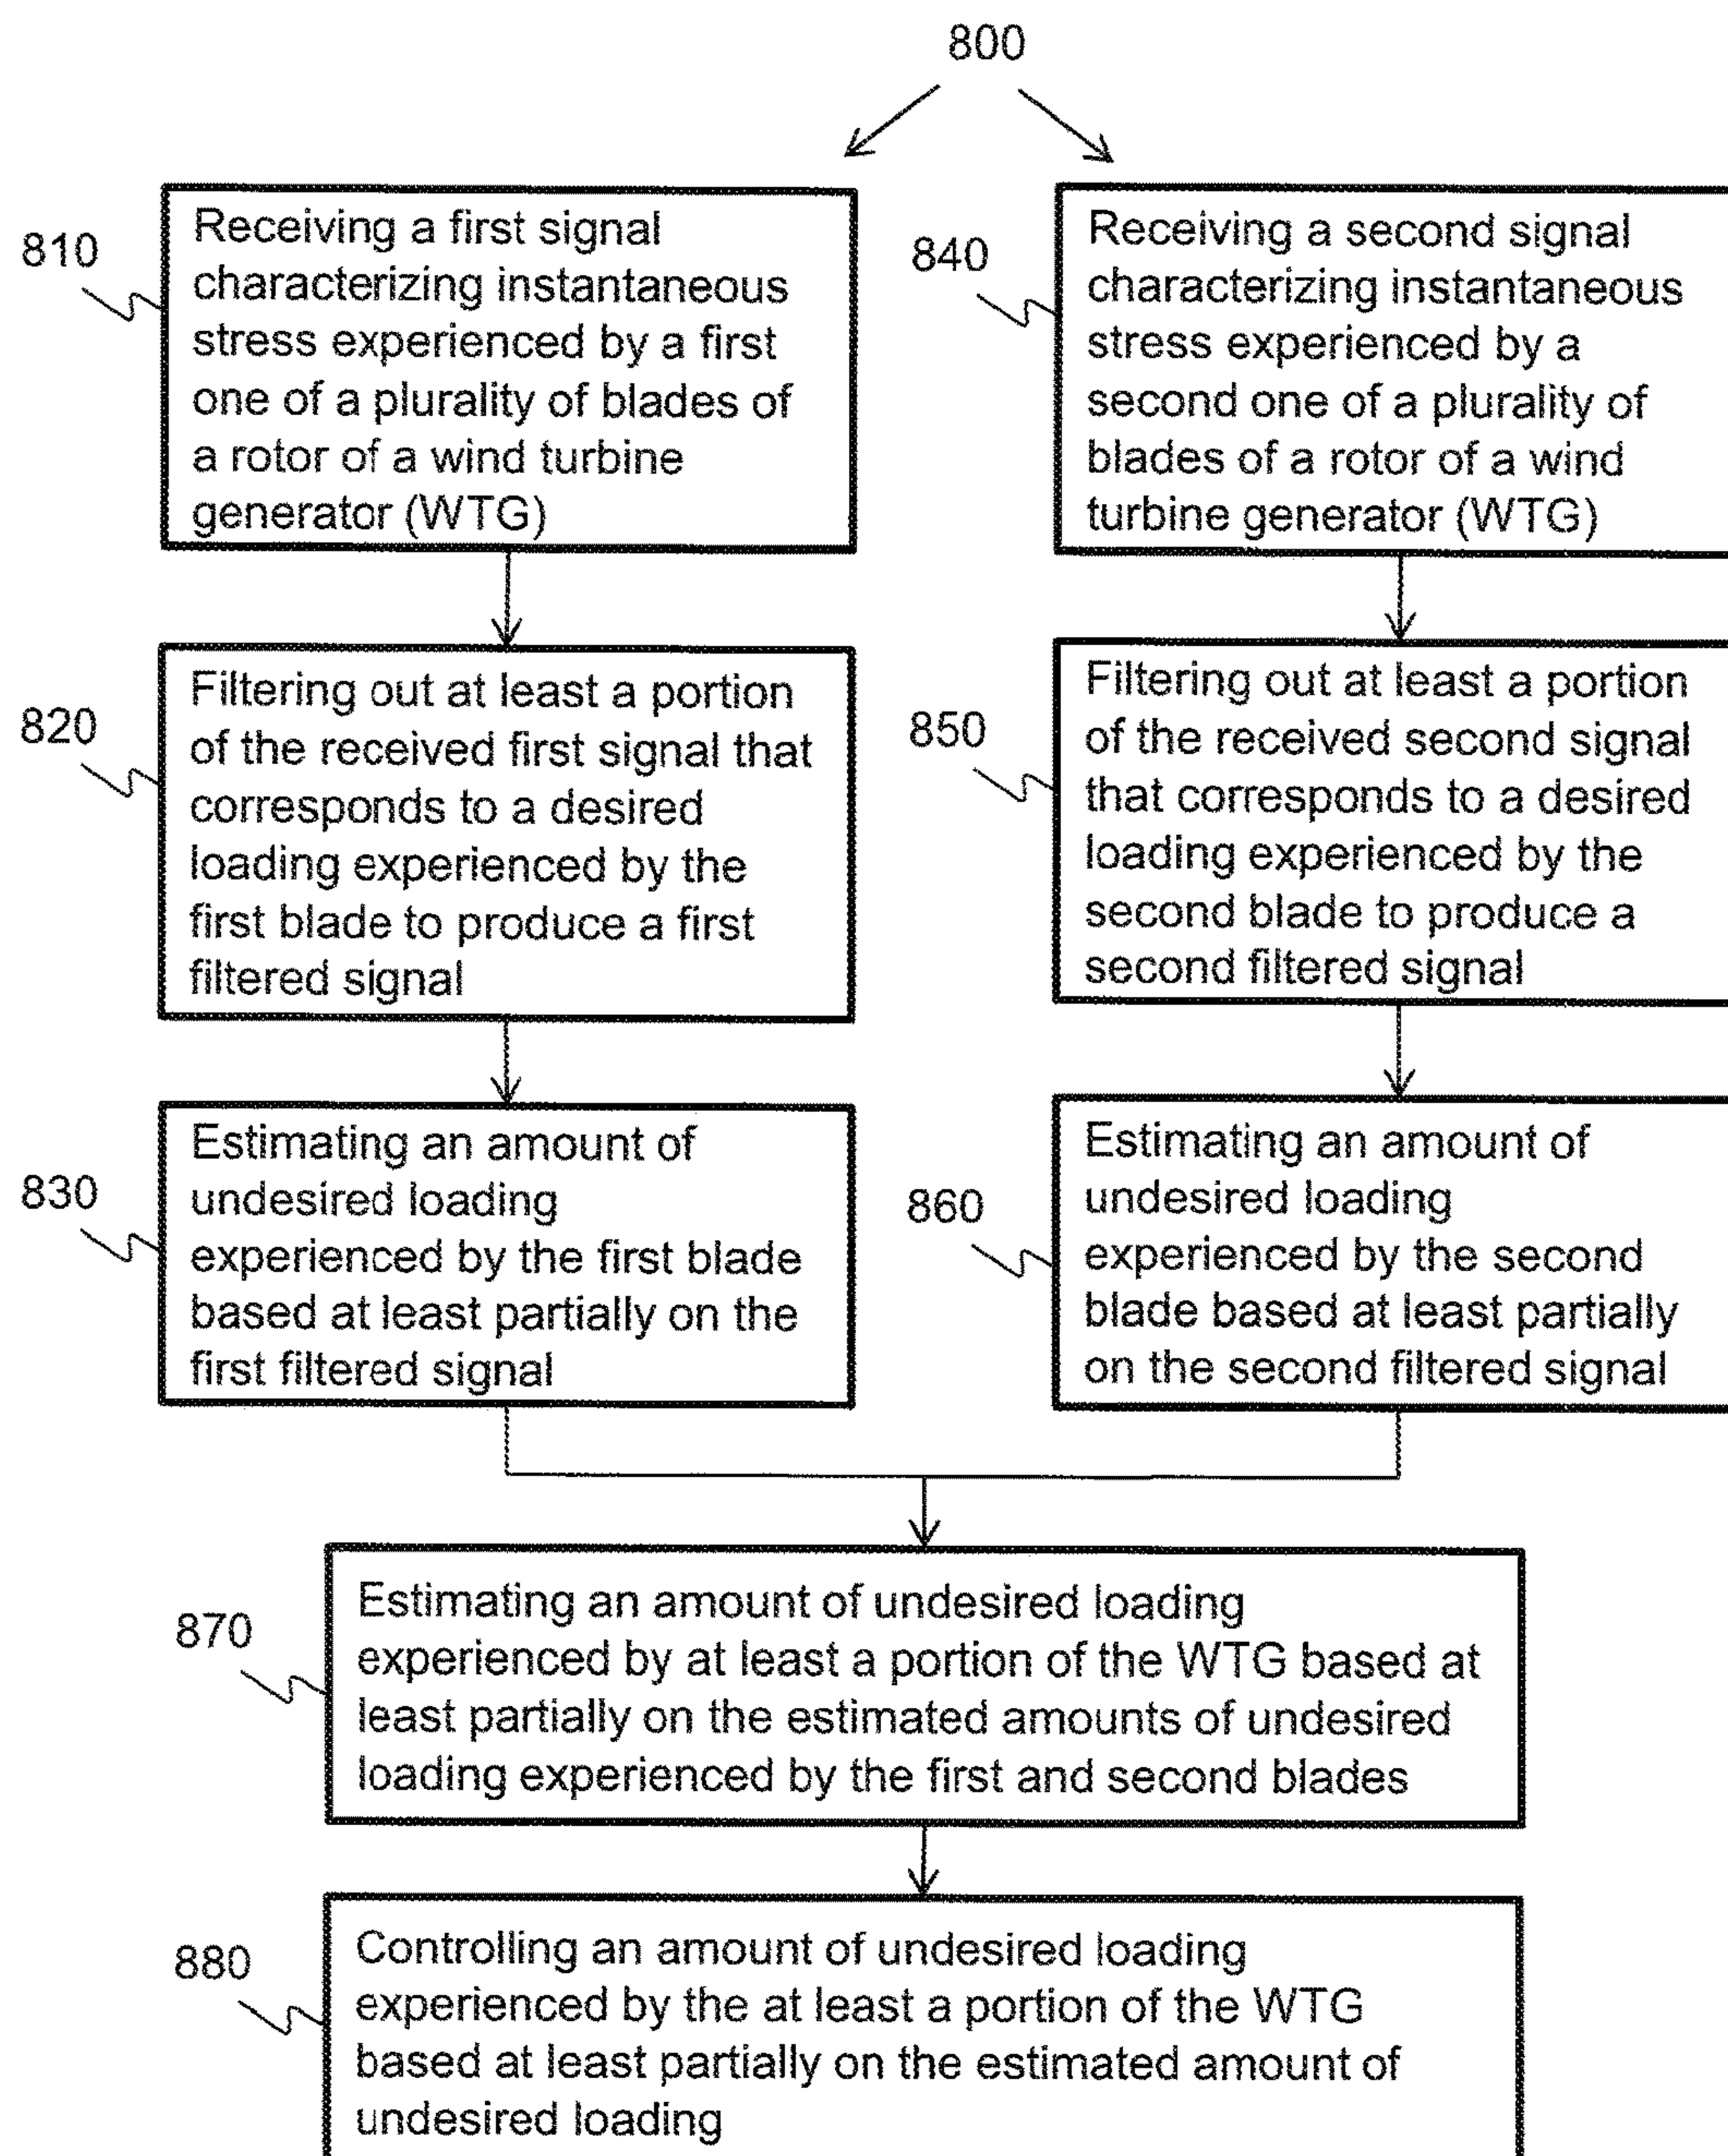 800
810
Receiving a first signal
characterizing instantaneous
stress experienced by a first
one of a plurality of blades of
a rotor of a wind turbine
generator (WTG)
840
Receiving a second signal
characterizing instantaneous
stress experienced by a
second one of a plurality of
blades of a rotor of a wind
turbine generator (WTG)
820
Filtering out at least a portion
of the received first signal that
corresponds to a desired
loading experienced by the
first blade to produce a first
filtered signal
850
Filtering out at least a portion
of the received second signal
that corresponds to a desired
loading experienced by the
second blade to produce a
second filtered signal
830
Estimating an amount of
undesired loading
experienced by the first blade
based at least partially on the
first filtered signal
860
Estimating an amount of
undesired loading
experienced by the second
blade based at least partially
on the second filtered signal
870
Estimating an amount of undesired loading
experienced by at least a portion of the WTG based at
least partially on the estimated amounts of undesired
loading experienced by the first and second blades
880
Controlling an amount of undesired loading
experienced by the at least a portion of the WTG
based at least partially on the estimated amount of
undesired loading